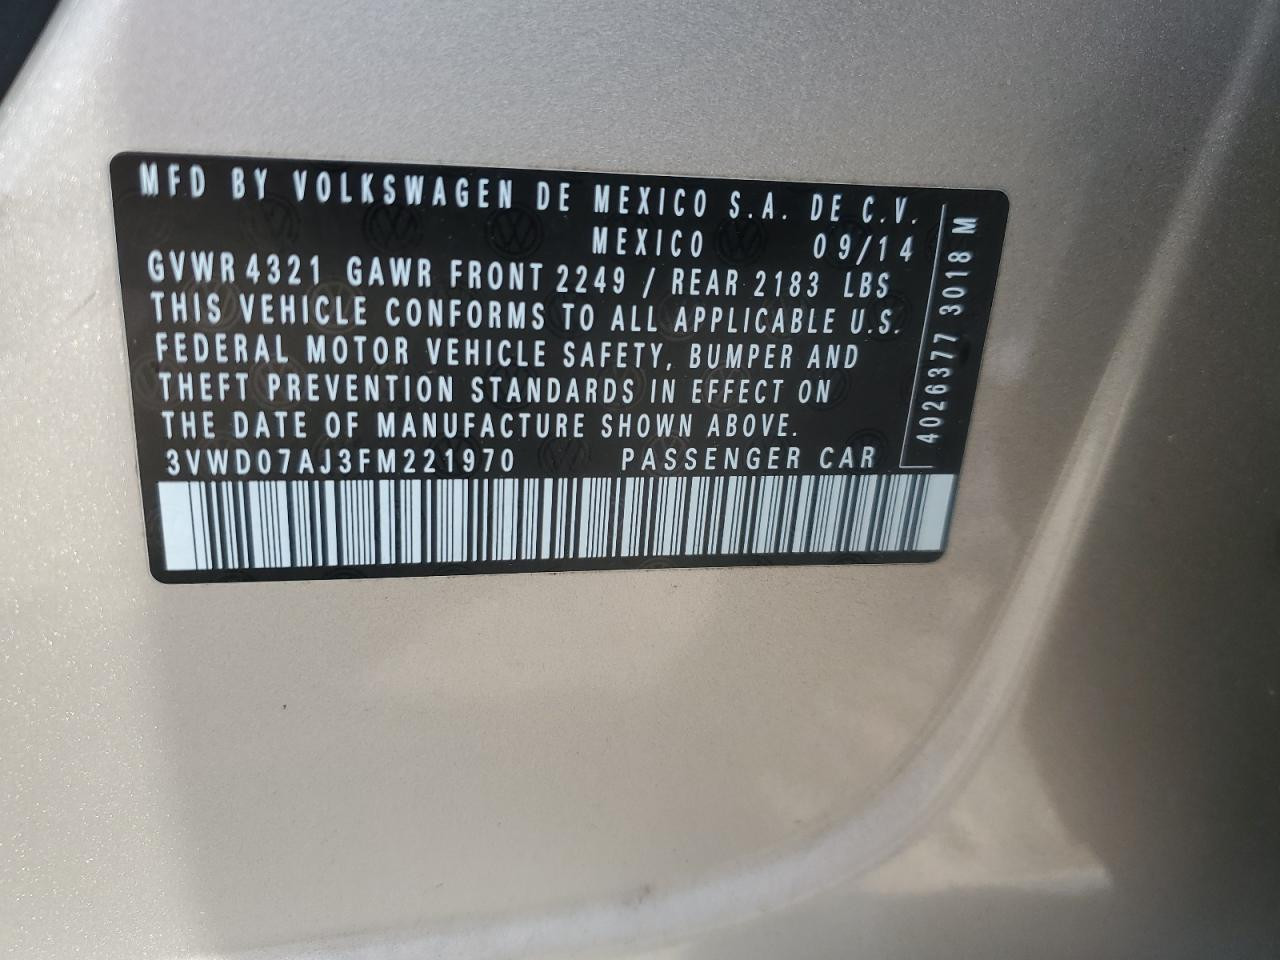 MFD BY VOLKSWAGEN DE MEXICO S.A. DE C.V.
MEXICO 09/14
GVWR 4321 GAWR FRONT 2249 / REAR 2183 LBS
THIS VEHICLE CONFORMS TO ALL APPLICABLE U.S.
FEDERAL MOTOR VEHICLE SAFETY, BUMPER AND
THEFT PREVENTION STANDARDS IN EFFECT ON
THE DATE OF MANUFACTURE SHOWN ABOVE.
3VWD07AJ3FM221970 PASSENGER CAR
4026377 3018 M